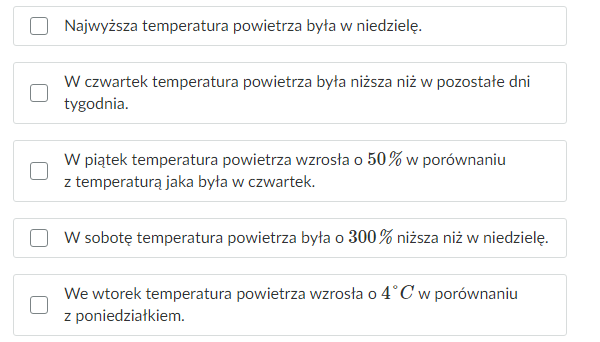 Najwyższa temperatura powietrza była w niedzielę.
W czwartek temperatura powietrza była niższa niż w pozostałe dni
tygodnia.
W piątek temperatura powietrza wzrosła o 50% w porównaniu
z temperaturą jaka była w czwartek.
W sobotę temperatura powietrza była o 300% niższa niż w niedzielę.
We wtorek temperatura powietrza wzrosła o 4°C w porównaniu
z poniedziałkiem.